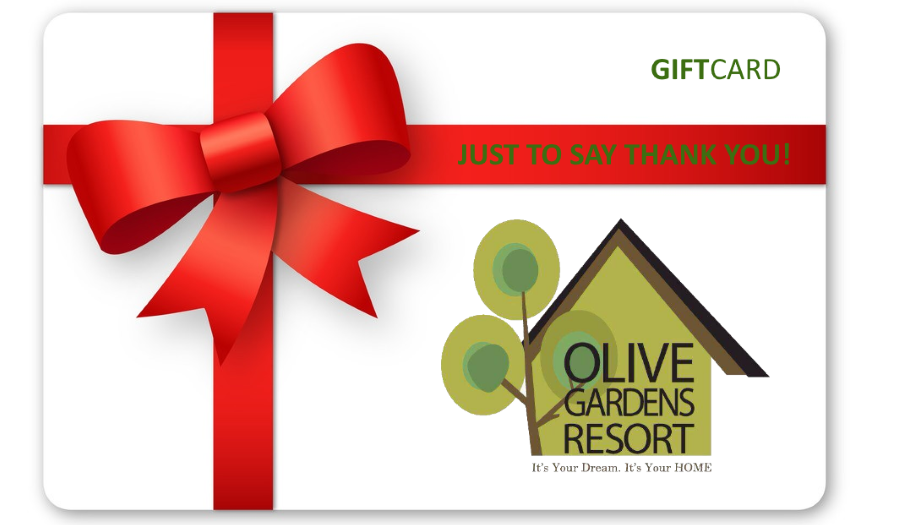 GIFTCARD
JUST TO SAY THANK YOU!
OLIVE
GARDENS
RESORT
It's Your Dream. It's Your HOME